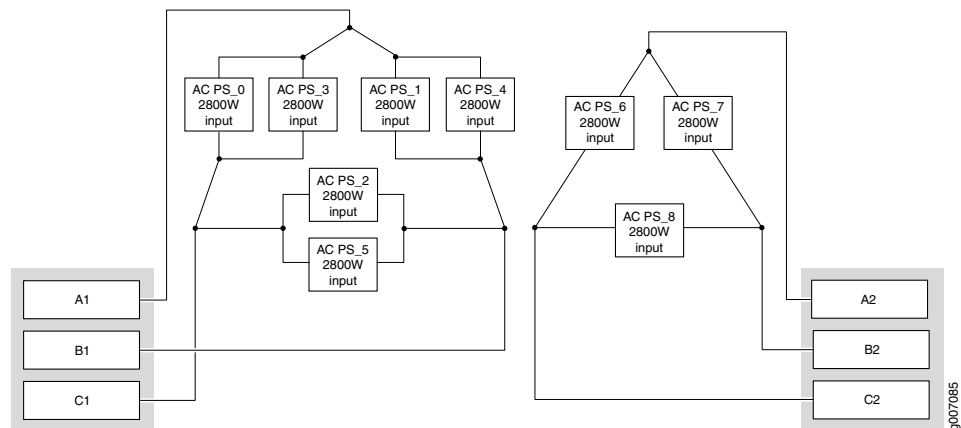 AC PS_0
2800W
input
AC PS_3
2800W
input
AC PS_1
2800W
input
AC PS_4
2800W
input
AC PS_2
2800W
input
AC PS_5
2800W
input
AC PS_6
2800W
input
AC PS_7
2800W
input
AC PS_8
2800W
input
A1
B1
C1
A2
B2
C2
g007085